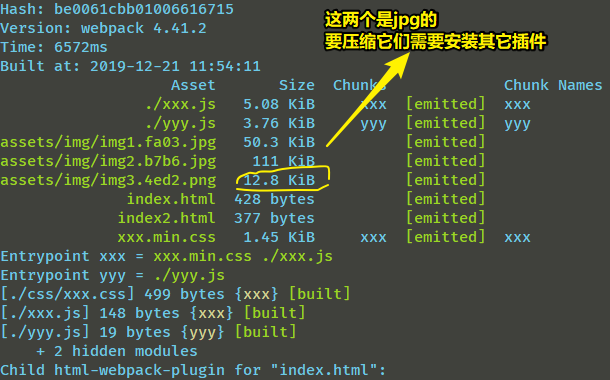 Hash: be0061cbb01006616715
Version: webpack 4.41.2
Time: 6572ms
Built at: 2019-12-21 11:54:11
这两个是jpg的
要压缩它们需要安装其它插件
Asset Size Chunks Chunk Names
./xxx.js 5.08 KiB xxx [emitted] xxx
./yyy.js 3.76 KiB yyy [emitted] yyy
assets/img/img1.fa03.jpg 50.3 KiB [emitted]
assets/img/img2.b7b6.jpg 111 KiB [emitted]
assets/img/img3.4ed2.png 12.8 KiB [emitted]
index.html 428 bytes [emitted]
index2.html 377 bytes [emitted]
xxx.min.css 1.45 KiB xxx [emitted] xxx
Entrypoint xxx = xxx.min.css ./xxx.js
Entrypoint yyy = ./yyy.js
[./css/xxx.css] 499 bytes {xxx} [built]
[./xxx.js] 148 bytes {xxx} [built]
[./yyy.js] 19 bytes {yyy} [built]
+ 2 hidden modules
Child html-webpack-plugin for "index.html":